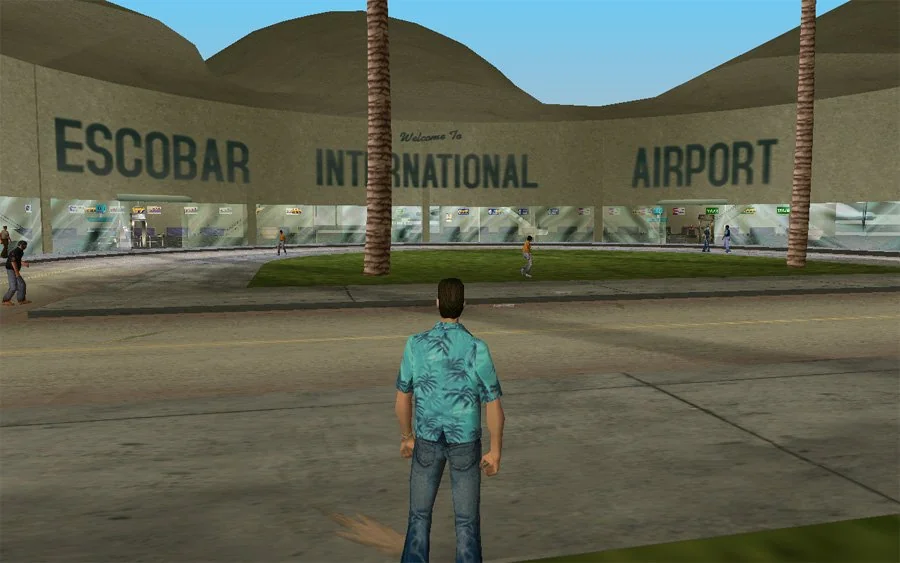 Welcome To
ESCOBAR INTERNATIONAL AIRPORT